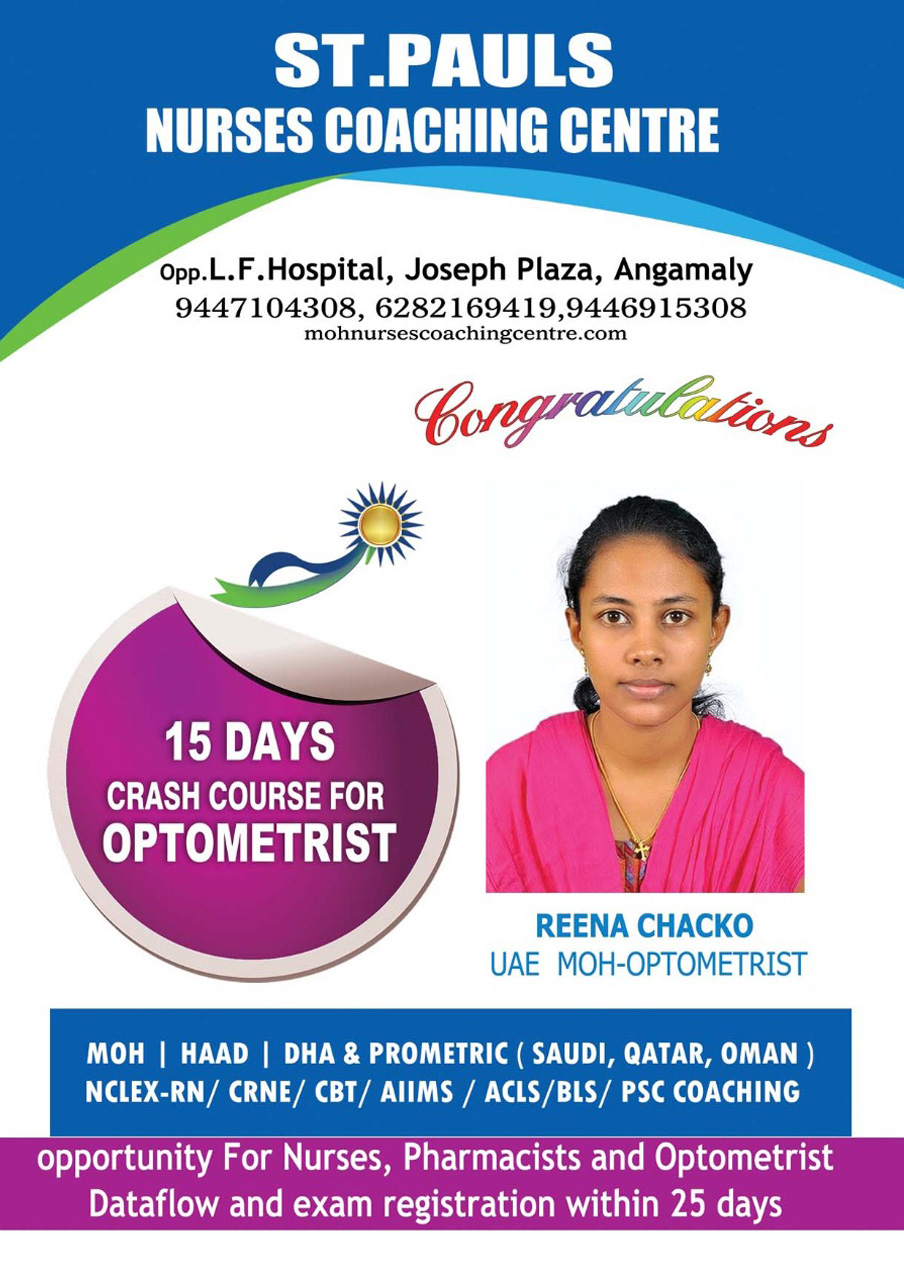 ST.PAULS
NURSES COACHING CENTRE
Opp.L.F.Hospital, Joseph Plaza, Angamaly
9447104308, 6282169419,9446915308
mohnursescoachingcentre.com
Congratulations
15 DAYS
CRASH COURSE FOR
OPTOMETRIST
REENA CHACKO
UAE MOH-OPTOMETRIST
MOH | HAAD | DHA & PROMETRIC ( SAUDI, QATAR, OMAN )
NCLEX-RN/ CRNE/ CBT/ AIIMS / ACLS/BLS/ PSC COACHING
opportunity For Nurses, Pharmacists and Optometrist
Dataflow and exam registration within 25 days